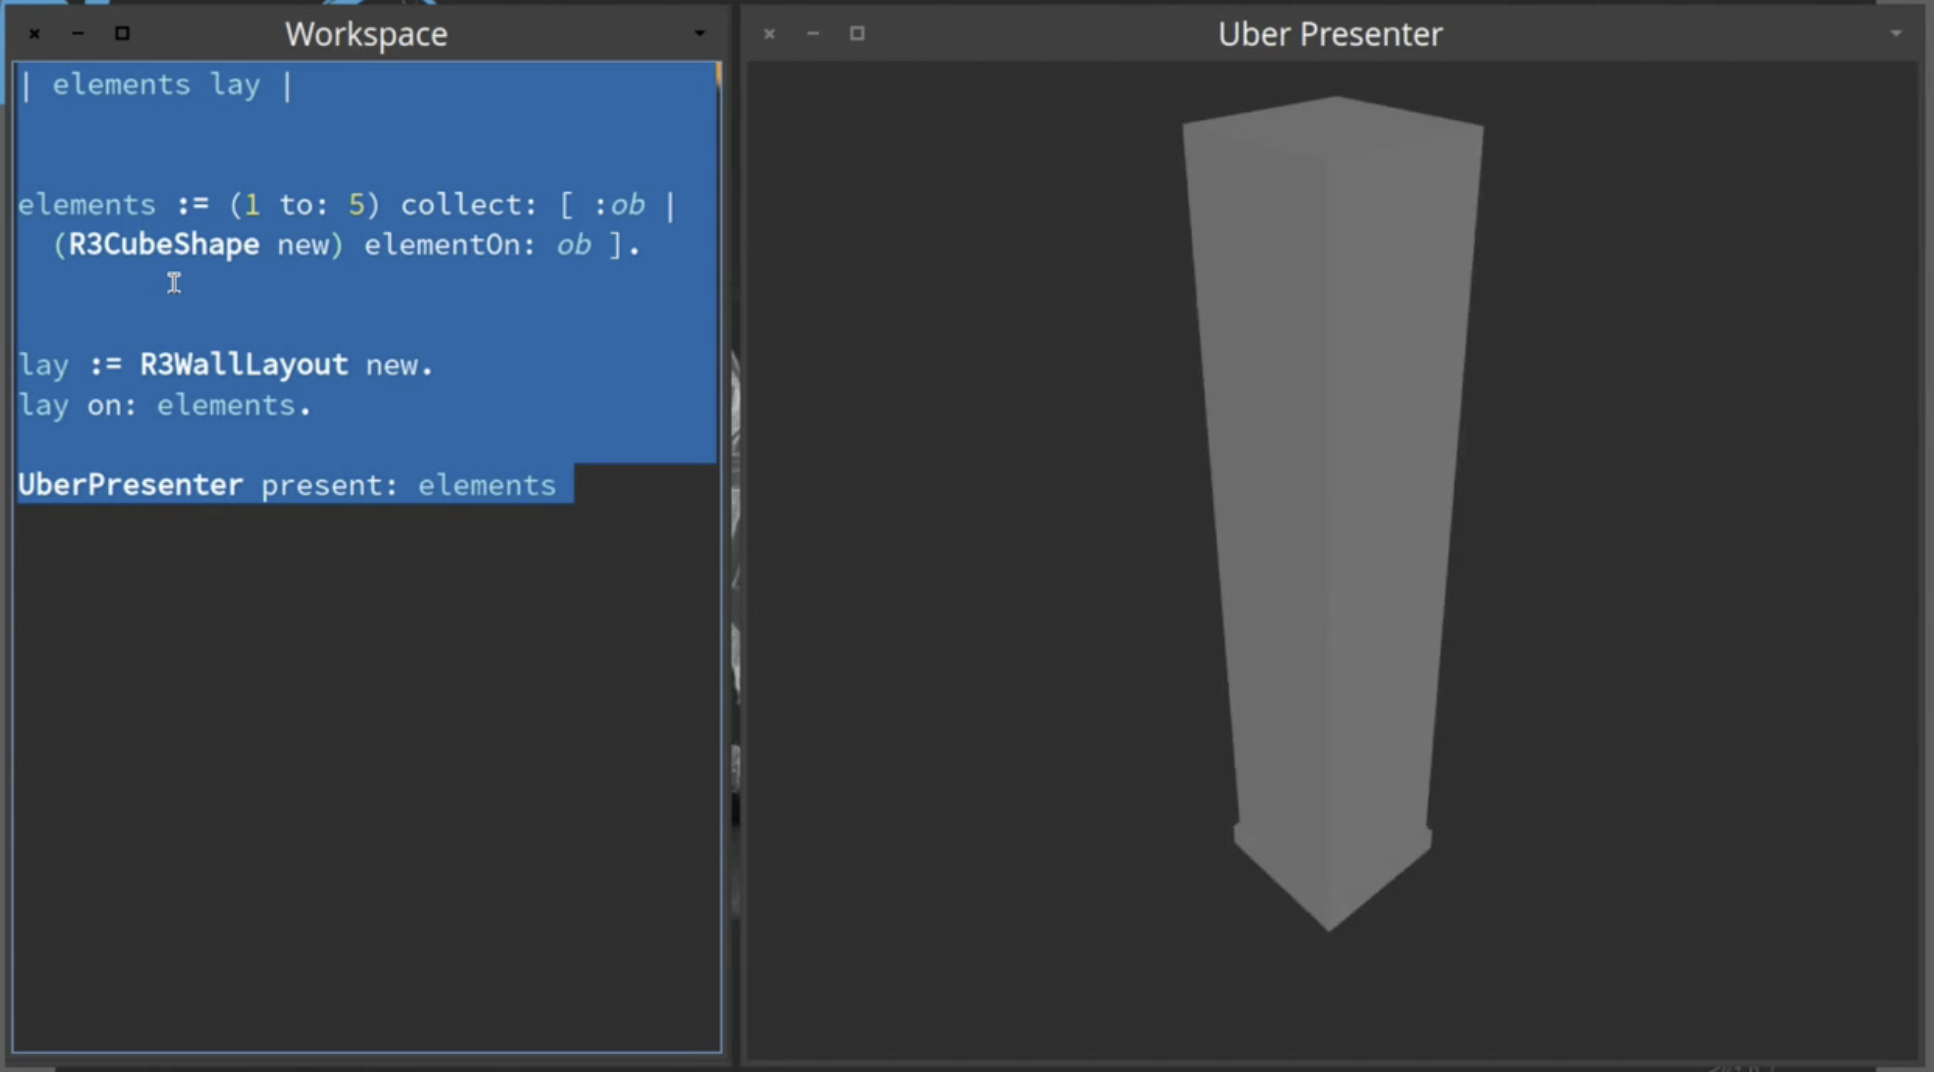 Workspace
| elements lay |
elements := (1 to: 5) collect: [ :ob |
(R3CubeShape new) elementOn: ob ].
lay := R3WallLayout new.
lay on: elements.
UberPresenter present: elements
Uber Presenter